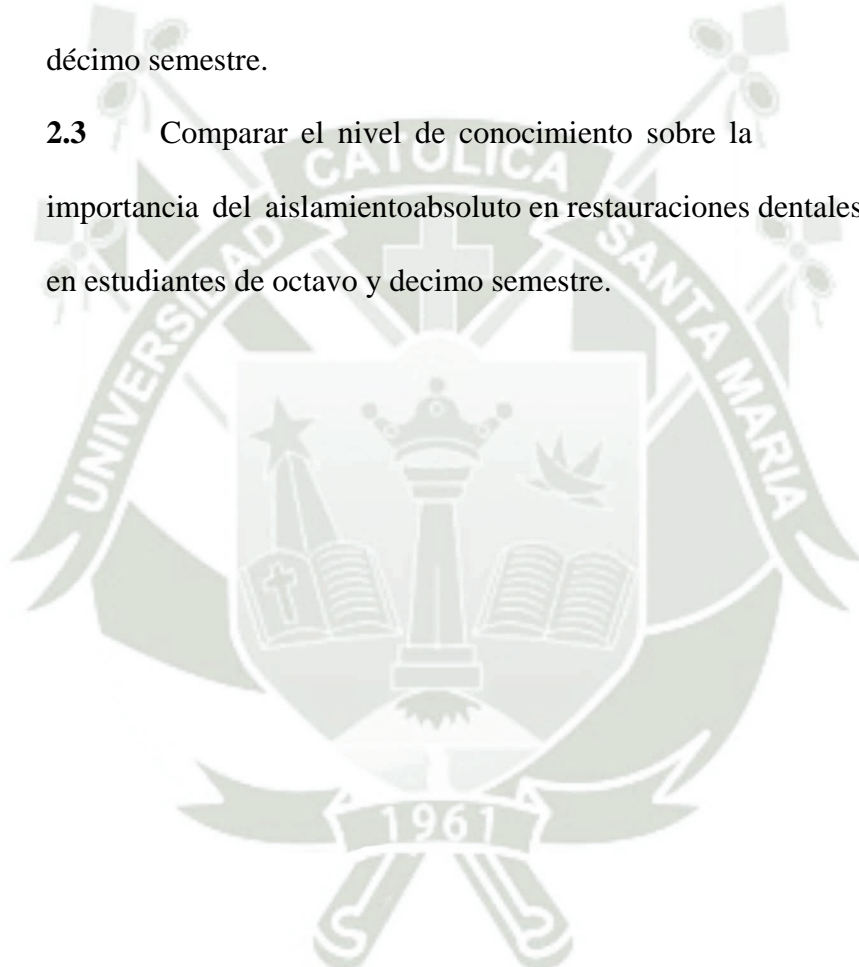 décimo semestre.
2.3 Comparar el nivel de conocimiento sobre la
importancia del aislamientoabsoluto en restauraciones dentales
en estudiantes de octavo y decimo semestre.
UNIVERSIDAD CATOLICA SANTA MARIA
1961